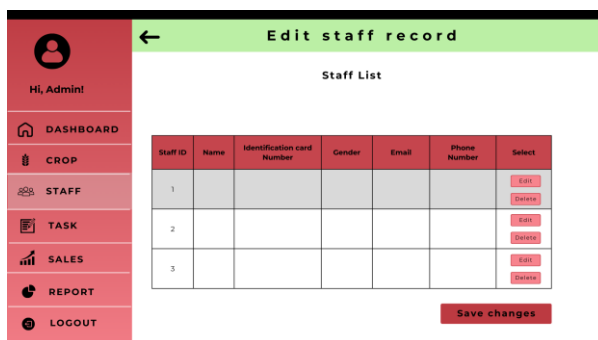 Edit staff record
Hi, Admin!
DASHBOARD
CROP
STAFF
TASK
SALES
REPORT
LOGOUT
Staff List
Staff ID Name Identification card Number Gender Email Phone Number Select
1 Edit Delete
2 Edit Delete
3 Edit Delete
Save changes